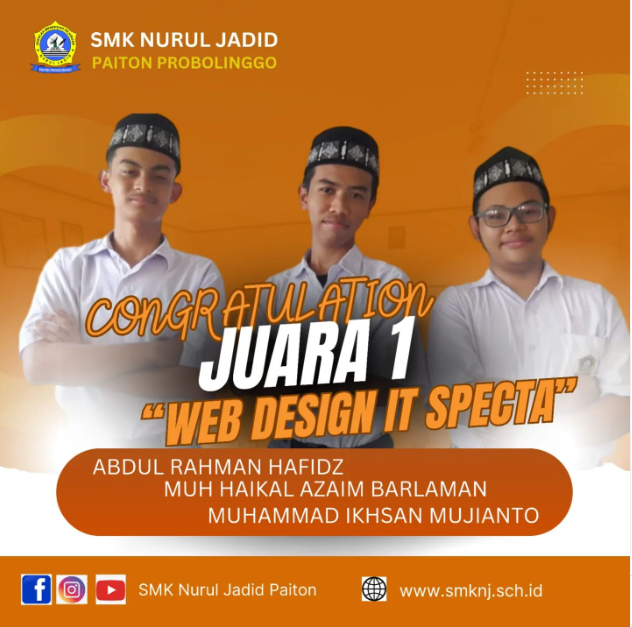 SMK NURUL JADID
PAITON PROBOLINGGO
CONGRATULATION
JUARA 1
“WEB DESIGN IT SPECTA”
ABDUL RAHMAN HAFIDZ
MUH HAIKAL AZAIM BARLAMAN
MUHAMMAD IKHSAN MUJIANTO
SMK Nurul Jadid Paiton
www.smknj.sch.id